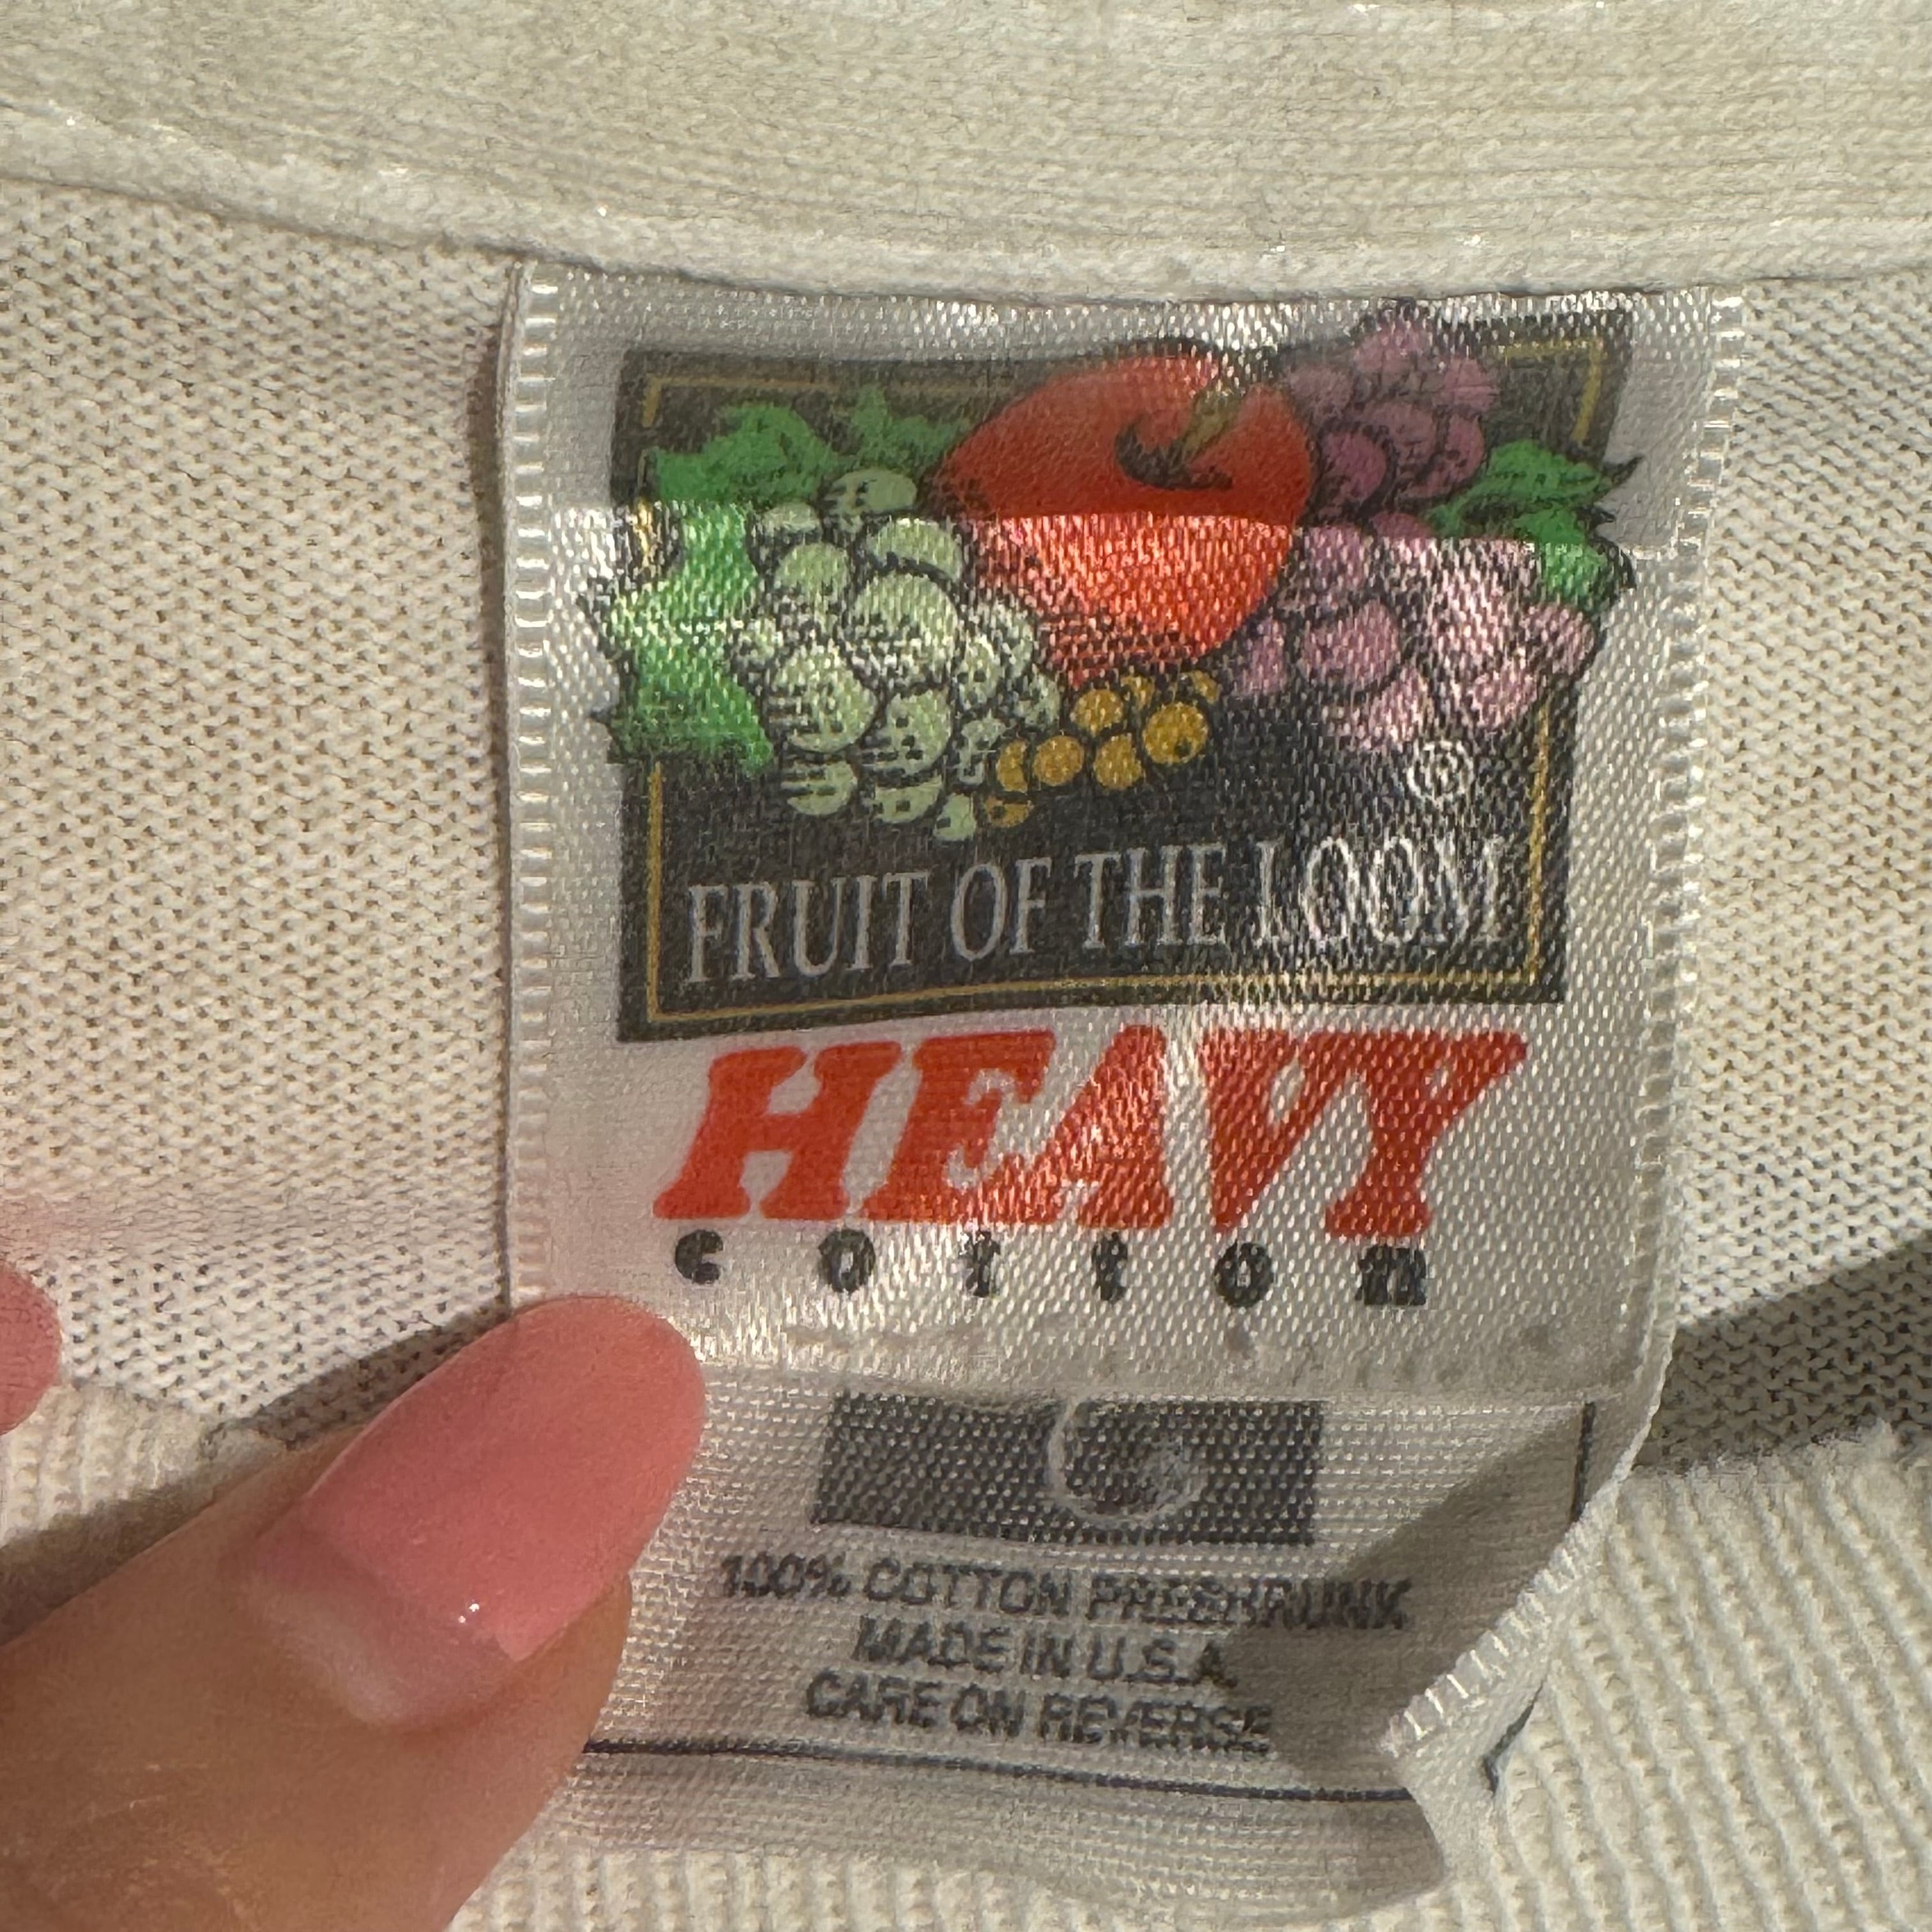 ®
FRUIT OF THE LOOM
HEAVY
cotton
100% COTTON PRESHRUNK
MADE IN U.S.A.
CARE ON REVERSE